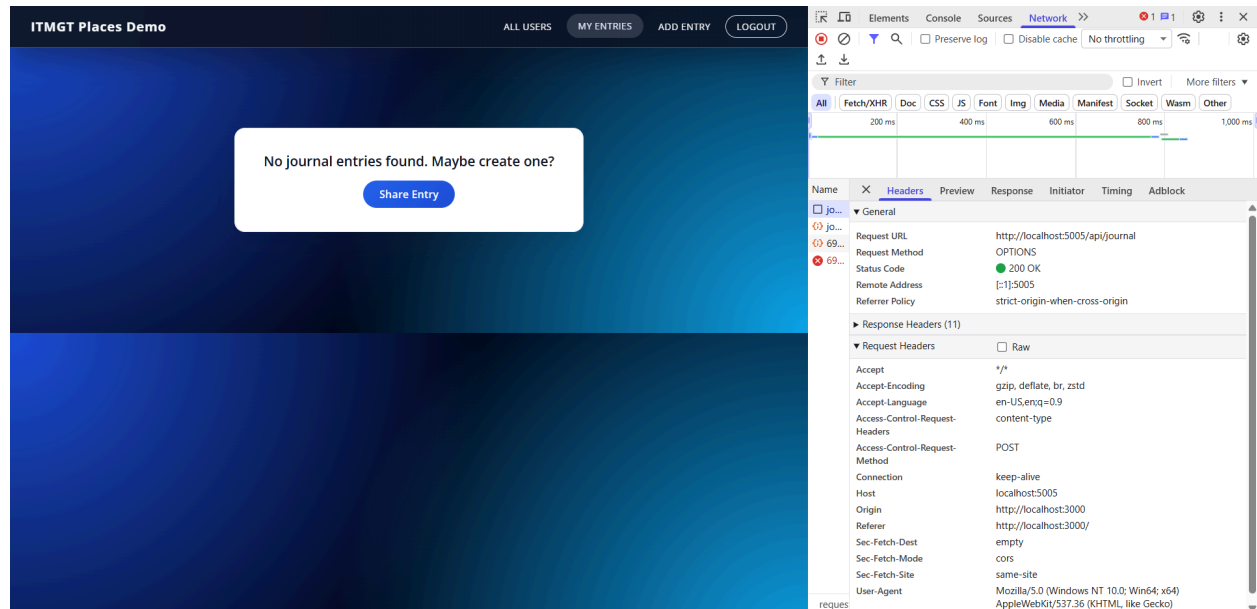 ITMGT Places Demo
ALL USERS MY ENTRIES ADD ENTRY LOGOUT
No journal entries found. Maybe create one?
Share Entry
Elements Console Sources Network 1 1
Preserve log Disable cache No throttling
Filter Invert More filters
All Fetch/XHR Doc CSS JS Font Img Media Manifest Socket Wasm Other
200 ms 400 ms 600 ms 800 ms 1,000 ms
Name Headers Preview Response Initiator Timing Adblock
jo...
jo...
69...
69...
General
Request URL http://localhost:5005/api/journal
Request Method OPTIONS
Status Code 200 OK
Remote Address [::1]:5005
Referrer Policy strict-origin-when-cross-origin
Response Headers (11)
Request Headers Raw
Accept */*
Accept-Encoding gzip, deflate, br, zstd
Accept-Language en-US,en;q=0.9
Access-Control-Request-
Headers content-type
Access-Control-Request-
Method POST
Connection keep-alive
Host localhost:5005
Origin http://localhost:3000
Referer http://localhost:3000/
Sec-Fetch-Dest empty
Sec-Fetch-Mode cors
Sec-Fetch-Site same-site
User-Agent Mozilla/5.0 (Windows NT 10.0; Win64; x64)
AppleWebKit/537.36 (KHTML, like Gecko)
reques